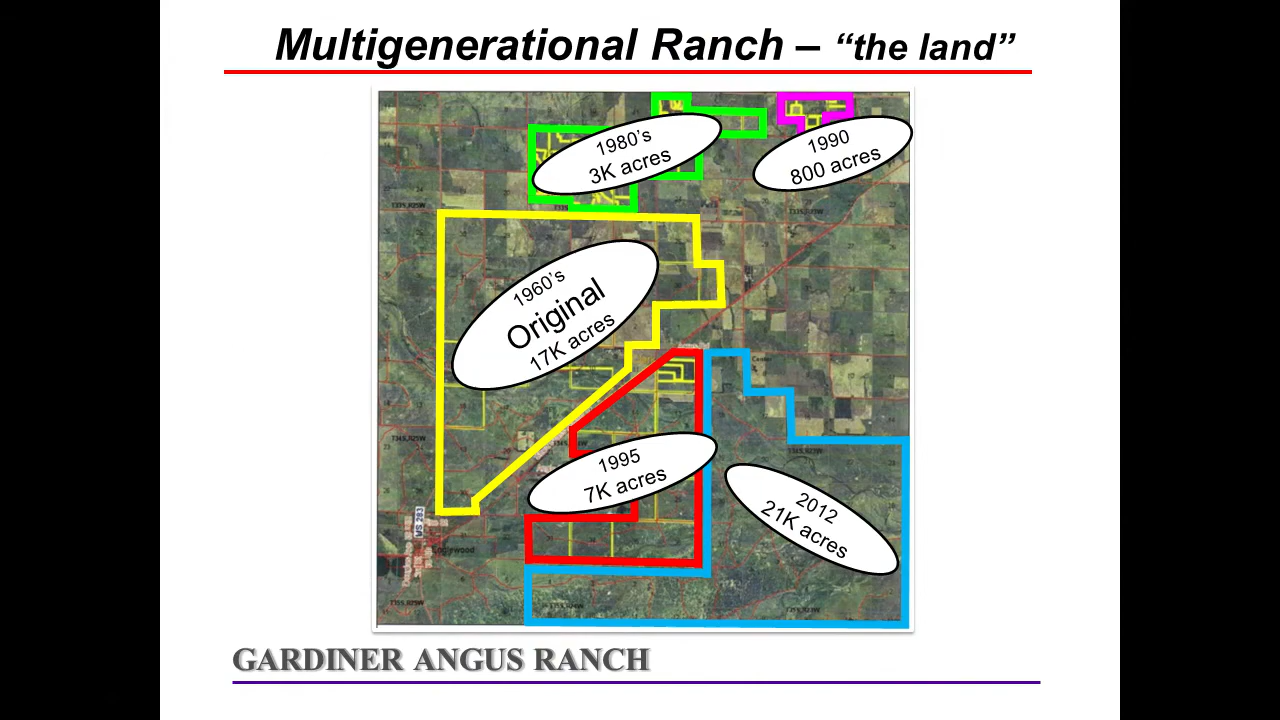 Multigenerational Ranch – “the land”
1980’s
3K acres
1990
800 acres
1960’s
Original
17K acres
1995
7K acres
2012
21K acres
Englewood
GARDINER ANGUS RANCH